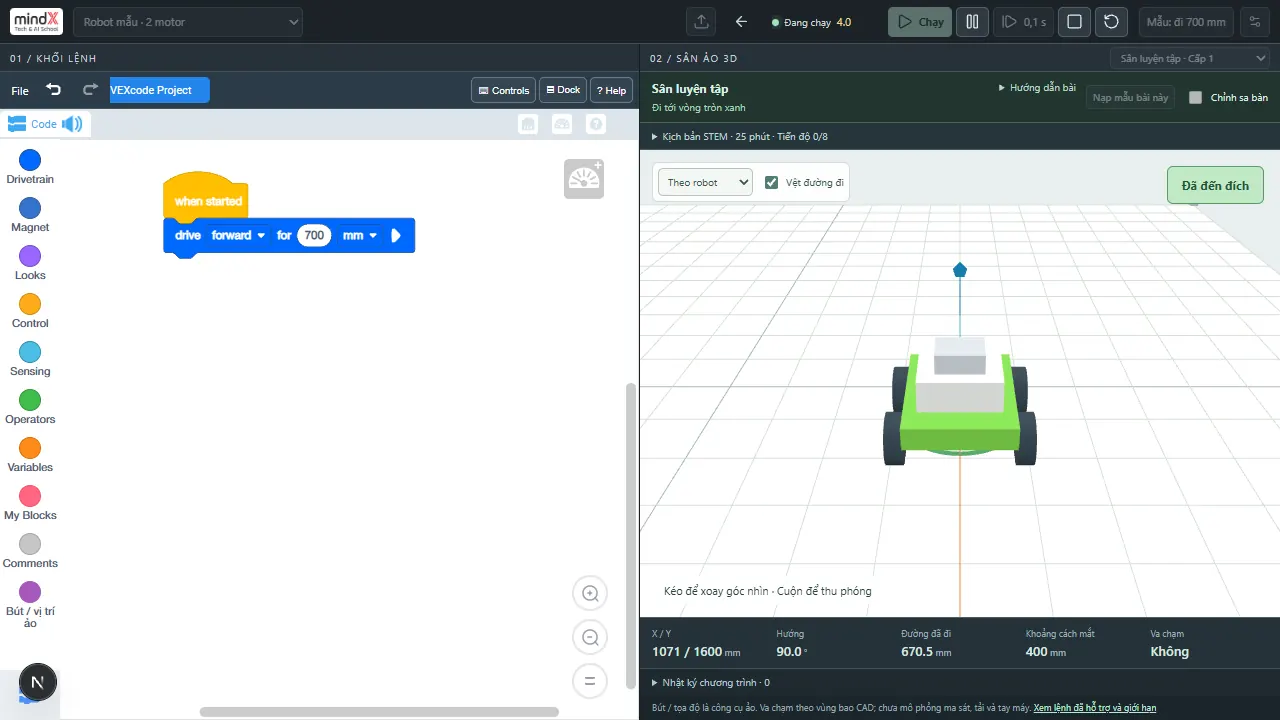 mindX
Tech & AI School
Robot mẫu · 2 motor
Đang chạy 4.0
Chạy
0,1 s
Mẫu: đi 700 mm
01 / KHỐI LỆNH
02 / SÂN ẢO 3D
Sân luyện tập · Cấp 1
File
VEXcode Project
Controls
Dock
? Help
Sân luyện tập
Đi tới vòng tròn xanh
Hướng dẫn bài
Nạp mẫu bài này
Chỉnh sa bàn
Code
Kịch bản STEM · 25 phút · Tiến độ 0/8
Drivetrain
Magnet
Looks
Control
Sensing
Operators
Variables
My Blocks
Comments
Bút / vị trí
ảo
when started
drive forward for 700 mm
Theo robot
Vệt đường đi
Đã đến đích
Kéo để xoay góc nhìn · Cuộn để thu phóng
X / Y
1071 / 1600 mm
Hướng
90.0 °
Đường đã đi
670.5 mm
Khoảng cách mắt
400 mm
Va chạm
Không
N
Nhật ký chương trình · 0
Bút / tọa độ là công cụ ảo. Va chạm theo vùng bao CAD; chưa mô phỏng ma sát, tải và tay máy. Xem lệnh đã hỗ trợ và giới hạn